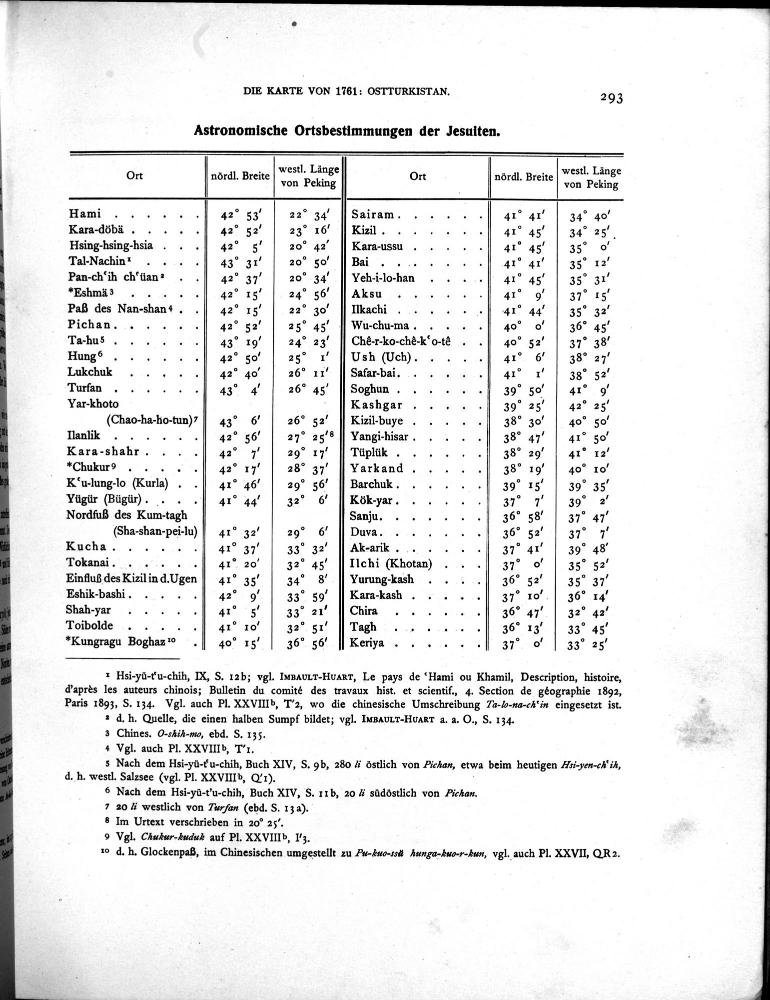 DIE KARTE VON 1761: OSTTURKISTAN.
293
Astronomische Ortsbestimmungen der Jesuiten.
Ort nördl. Breite westl. Länge von Peking
Hami . . . . . . 42° 53′ 22° 34′
Kara-döbä . . . . . 42° 52′ 23° 16′
Hsing-hsing-hsia . . . 42° 5′ 20° 42′
Tal-Nachin¹ . . . . 43° 31′ 20° 50′
Pan-chʿih chʿüan² . 42° 37′ 20° 34′
*Eshmä³ . . . . . 42° 15′ 24° 56′
Paß des Nan-shan⁴ . . 42° 15′ 22° 30′
Pichan . . . . . . 42° 52′ 25° 45′
Ta-hu⁵ . . . . . . 43° 19′ 24° 23′
Hung⁶ . . . . . . 42° 50′ 25° 1′
Lukchuk . . . . . 42° 40′ 26° 11′
Turfan . . . . . . 43° 4′ 26° 45′
Yar-khoto
(Chao-ha-ho-tun)⁷ 43° 6′ 26° 52′
Ilanlik . . . . . . 42° 56′ 27° 25′⁸
Kara-shahr . . . . 42° 7′ 29° 17′
*Chukur⁹ . . . . . 42° 17′ 28° 37′
Kʿu-lung-lo (Kurla) . . 41° 46′ 29° 56′
Yügür (Bügür) . . . . 41° 44′ 32° 6′
Nordfuß des Kum-tagh
(Sha-shan-pei-lu) 41° 32′ 29° 6′
Kucha . . . . . . 41° 37′ 33° 32′
Tokanai . . . . . . 41° 20′ 32° 45′
Einfluß des Kizil in d. Ugen 41° 35′ 34° 8′
Eshik-bashi . . . . . 42° 9′ 33° 59′
Shah-yar . . . . . 41° 5′ 33° 21′
Toibolde . . . . . 41° 10′ 32° 51′
*Kungragu Boghaz¹⁰ . 40° 15′ 36° 56′
Ort nördl. Breite westl. Länge von Peking
Sairam . . . . . . 41° 41′ 34° 40′
Kizil . . . . . . . 41° 45′ 34° 25′
Kara-ussu . . . . . 41° 45′ 35° 0′
Bai . . . . . . . 41° 41′ 35° 12′
Yeh-i-lo-han . . . . 41° 45′ 35° 31′
Aksu . . . . . . 41° 9′ 37° 15′
Ilkachi . . . . . . 41° 44′ 35° 32′
Wu-chu-ma . . . . . 40° 0′ 36° 45′
Chê-r-ko-chê-kʿo-tê . . 40° 52′ 37° 38′
Ush (Uch) . . . . . 41° 6′ 38° 27′
Safar-bai . . . . . . 41° 1′ 38° 52′
Soghun . . . . . . 39° 50′ 41° 9′
Kashgar . . . . . 39° 25′ 42° 25′
Kizil-buye . . . . . 38° 30′ 40° 50′
Yangi-hisar . . . . . 38° 47′ 41° 50′
Tüplük . . . . . . 38° 29′ 41° 12′
Yarkand . . . . . 38° 19′ 40° 10′
Barchuk . . . . . . 39° 15′ 39° 35′
Kök-yar . . . . . . 37° 7′ 39° 2′
Sanju . . . . . . . 36° 58′ 37° 47′
Duva . . . . . . . 36° 52′ 37° 7′
Ak-arik . . . . . . 37° 41′ 39° 48′
Ilchi (Khotan) . . . 37° 0′ 35° 52′
Yurung-kash . . . . 36° 52′ 35° 37′
Kara-kash . . . . . 37° 10′ 36° 14′
Chira . . . . . . 36° 47′ 32° 42′
Tagh . . . . . . 36° 13′ 33° 45′
Keriya . . . . . . 37° 0′ 33° 25′
¹ Hsi-yü-tʿu-chih, IX, S. 12b; vgl. IMBAULT-HUART, Le pays de ʿHami ou Khamil, Description, histoire,
d'après les auteurs chinois; Bulletin du comité des travaux hist. et scientif., 4. Section de géographie 1892,
Paris 1893, S. 134. Vgl. auch Pl. XXVIIIᵇ, T′2, wo die chinesische Umschreibung Ta-lo-na-chʿin eingesetzt ist.
² d. h. Quelle, die einen halben Sumpf bildet; vgl. IMBAULT-HUART a. a. O., S. 134.
³ Chines. O-shih-mo, ebd. S. 135.
⁴ Vgl. auch Pl. XXVIIIᵇ, T′1.
⁵ Nach dem Hsi-yü-tʿu-chih, Buch XIV, S. 9b, 280 li östlich von Pichan, etwa beim heutigen Hsi-yen-chʿih,
d. h. westl. Salzsee (vgl. Pl. XXVIIIᵇ, Q′1).
⁶ Nach dem Hsi-yü-t'u-chih, Buch XIV, S. 11b, 20 li südöstlich von Pichan.
⁷ 20 li westlich von Turfan (ebd. S. 13a).
⁸ Im Urtext verschrieben in 20° 25′.
⁹ Vgl. Chukur-kuduk auf Pl. XXVIIIᵇ, I′3.
¹⁰ d. h. Glockenpaß, im Chinesischen umgestellt zu Pu-kuo-ssŭ hunga-kuo-r-kun, vgl. auch Pl. XXVII, QR2.